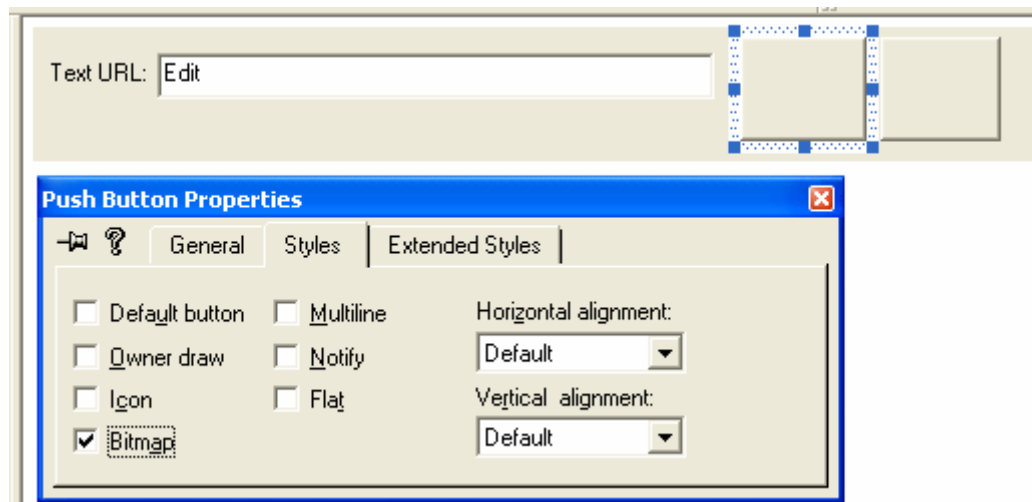 Text URL: Edit
Push Button Properties
General Styles Extended Styles
Default button Multiline Horizontal alignment:
Owner draw Notify Default
Icon Flat Vertical alignment:
Bitmap Default